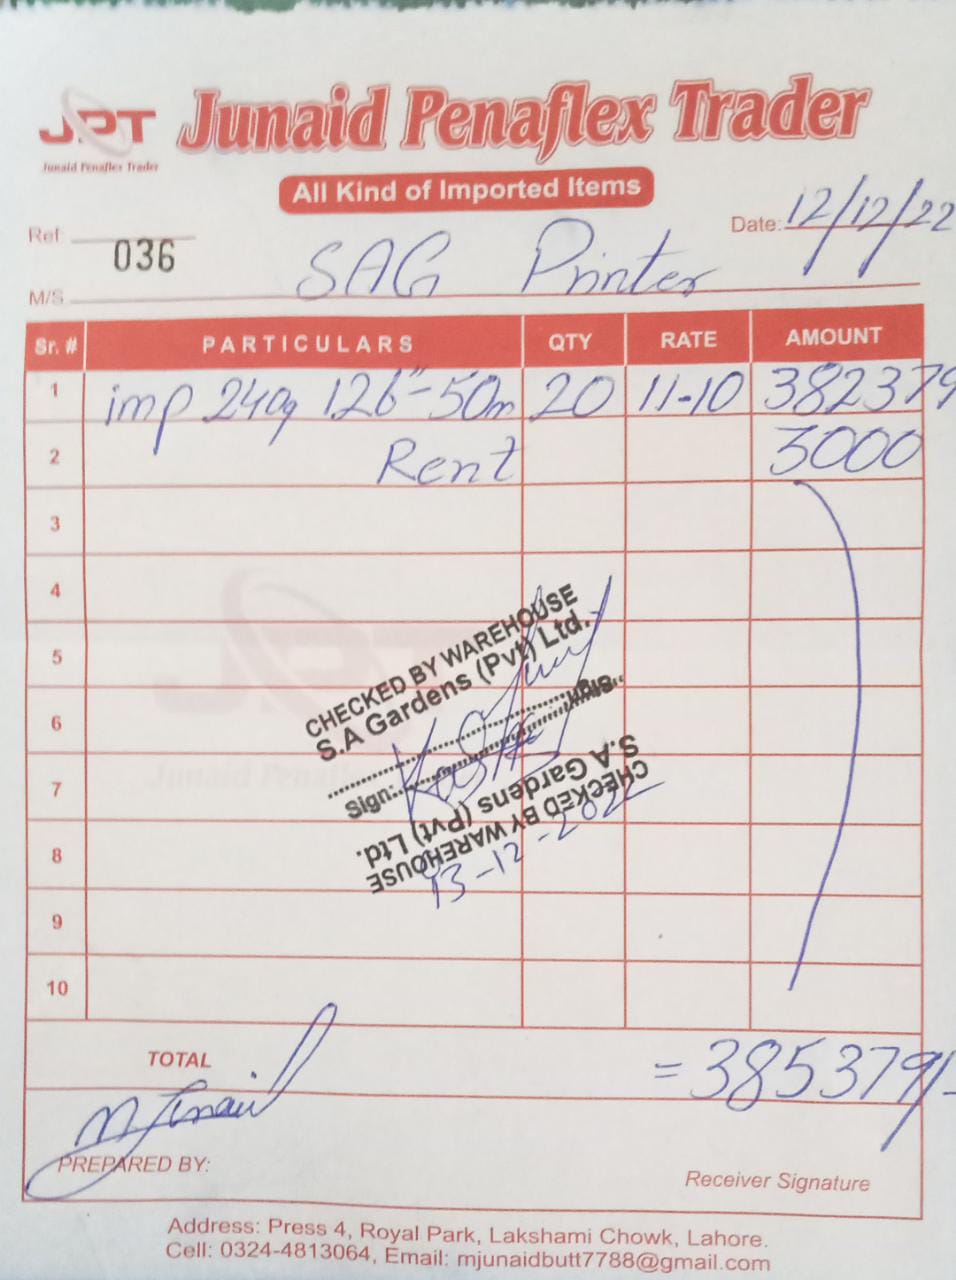 JPT Junaid Penaflex Trader
Junaid Penaflex Trader
All Kind of Imported Items
Ref: 036
Date: 12/12/22
M/S SAG Printer
Sr. # PARTICULARS QTY RATE AMOUNT
1 imp 240g 126"-50m 20 11-10 382379
2 Rent 3000
3
4
5
6
7
8
9
10
CHECKED BY WAREHOUSE
S.A Gardens (Pvt) Ltd.
Sign:
Sign:
S.A Gardens (Pvt) Ltd.
CHECKED BY WAREHOUSE
13-12-2022
TOTAL = 385379/-
M Junaid
PREPARED BY:
Receiver Signature
Address: Press 4, Royal Park, Lakshami Chowk, Lahore.
Cell: 0324-4813064, Email: mjunaidbutt7788@gmail.com